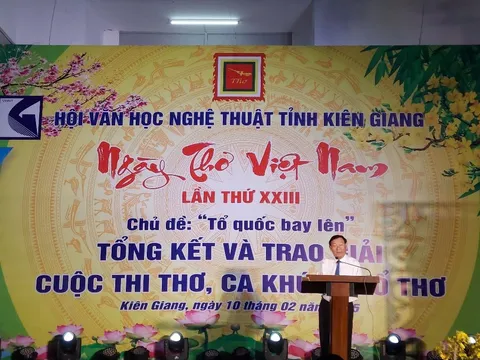 Thơ
HỘI VĂN HỌC NGHỆ THUẬT TỈNH KIÊN GIANG
Ngày Thơ Việt Nam
LẦN THỨ XXIII
Chủ đề: "Tổ quốc bay lên"
TỔNG KẾT VÀ TRAO GIẢI
CUỘC THI THƠ, CA KHÚC Ổ THƠ
Kiên Giang, ngày 10 tháng 02 năm